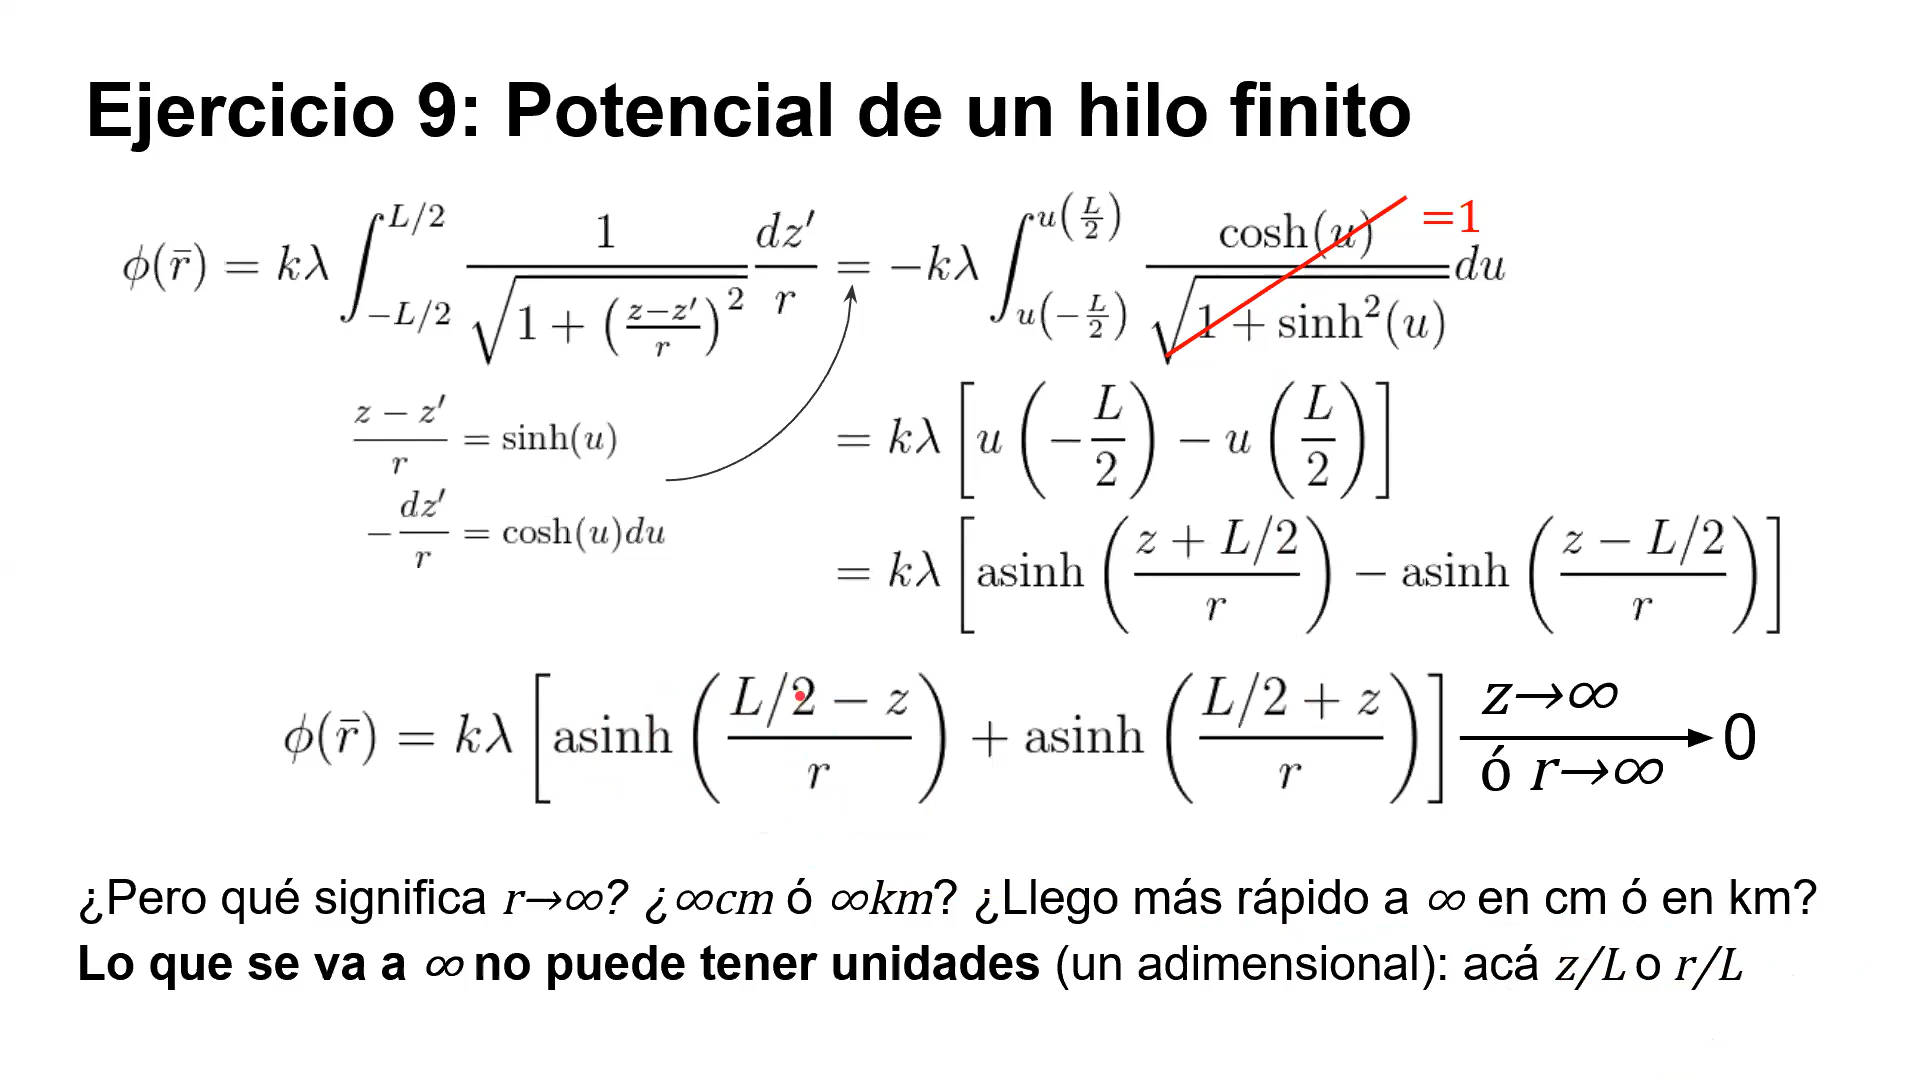 Ejercicio 9: Potencial de un hilo finito
ϕ(r̄) = kλ ∫_{-L/2}^{L/2} 1 / √(1 + ((z−z′)/r)²) dz′/r = −kλ ∫_{u(−L/2)}^{u(L/2)} cosh(u) / √(1 + sinh²(u)) du =1
(z − z′)/r = sinh(u)
= kλ [u(−L/2) − u(L/2)]
−dz′/r = cosh(u)du
= kλ [asinh((z + L/2)/r) − asinh((z − L/2)/r)]
ϕ(r̄) = kλ [asinh((L/2 − z)/r) + asinh((L/2 + z)/r)] z→∞ ó r→∞ 0
¿Pero qué significa r→∞? ¿∞cm ó ∞km? ¿Llego más rápido a ∞ en cm ó en km?
Lo que se va a ∞ no puede tener unidades (un adimensional): acá z/L o r/L